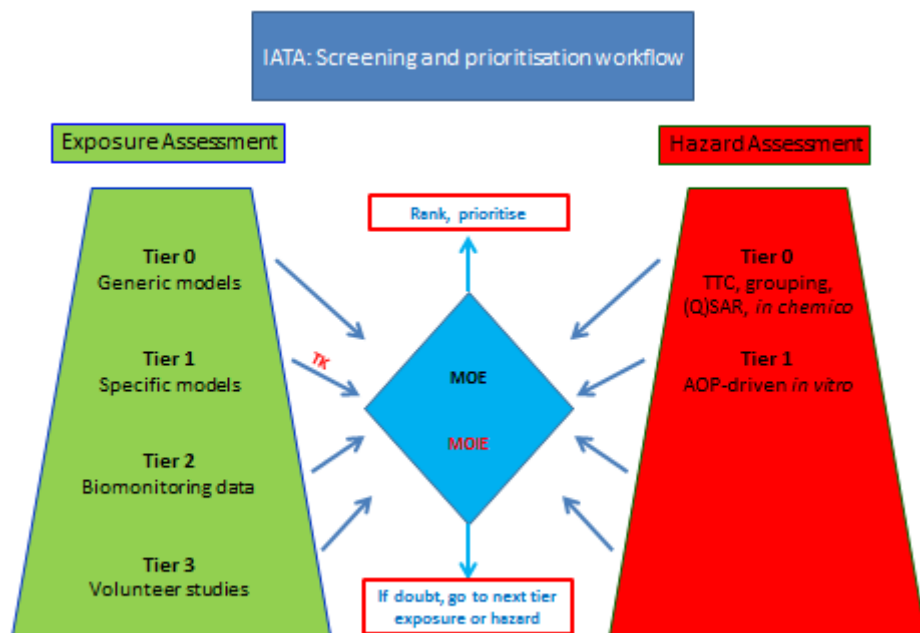 IATA: Screening and prioritisation workflow
Exposure Assessment
Hazard Assessment
Rank, prioritise
Tier 0
Generic models
Tier 1
Specific models
Tier 2
Biomonitoring data
Tier 3
Volunteer studies
TK
MOE
MOIE
If doubt, go to next tier
exposure or hazard
Tier 0
TTC, grouping,
(Q)SAR, in chemico
Tier 1
AOP-driven in vitro